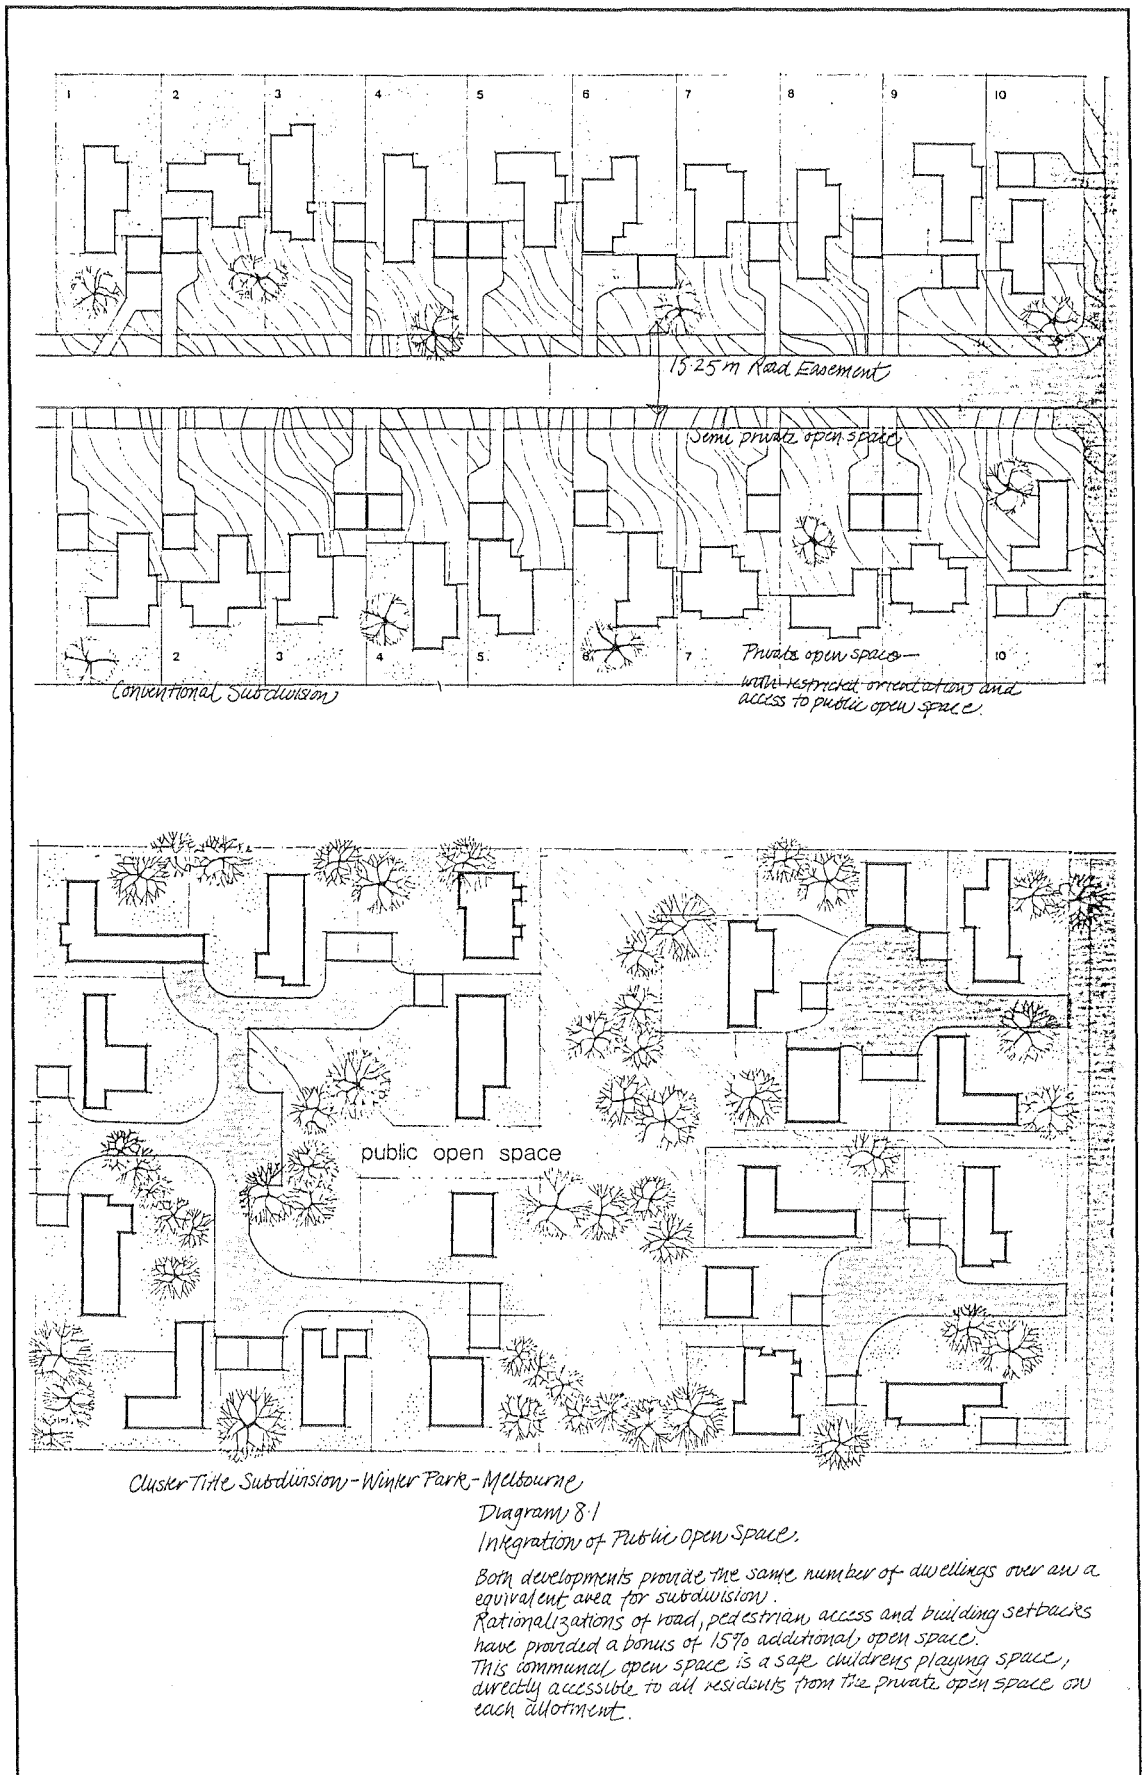 1 2 3 4 5 6 7 8 9 10
15·25m Road Easement
Semi private open space
2 3 4 5. 6. 7 10
Private open space—
with restricted orientation and
access to public open space.
Conventional Subdivision
public open space
Cluster Title Subdivision - Winter Park - Melbourne
Diagram 8·1
Integration of Public Open Space.
Both developments provide the same number of dwellings over an a
equivalent area for subdivision.
Rationalizations of road, pedestrian, access and building setbacks
have provided a bonus of 15% additional open space.
This communal open space is a safe childrens playing space,
directly accessible to all residents from the private open space on
each allotment.